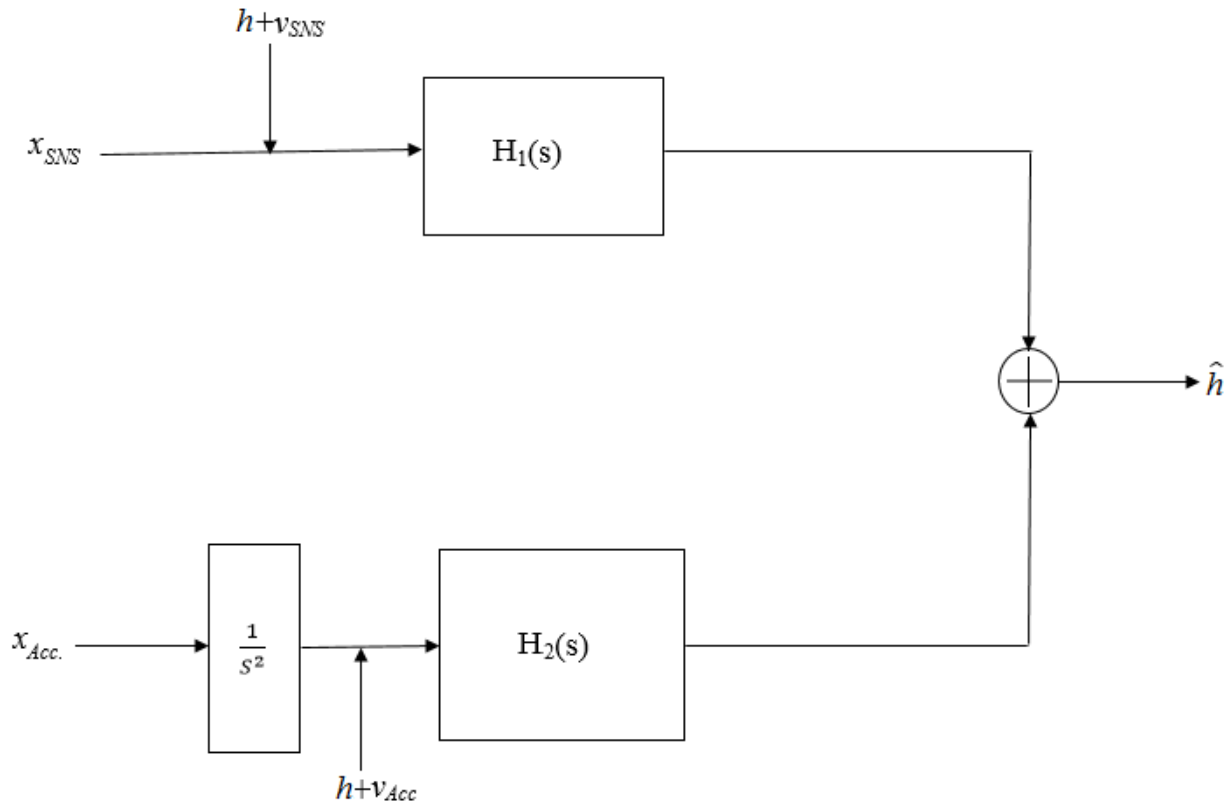 h+vSNS
xSNS
H₁(s)
ĥ
xAcc.
1
S²
H₂(s)
h+vAcc